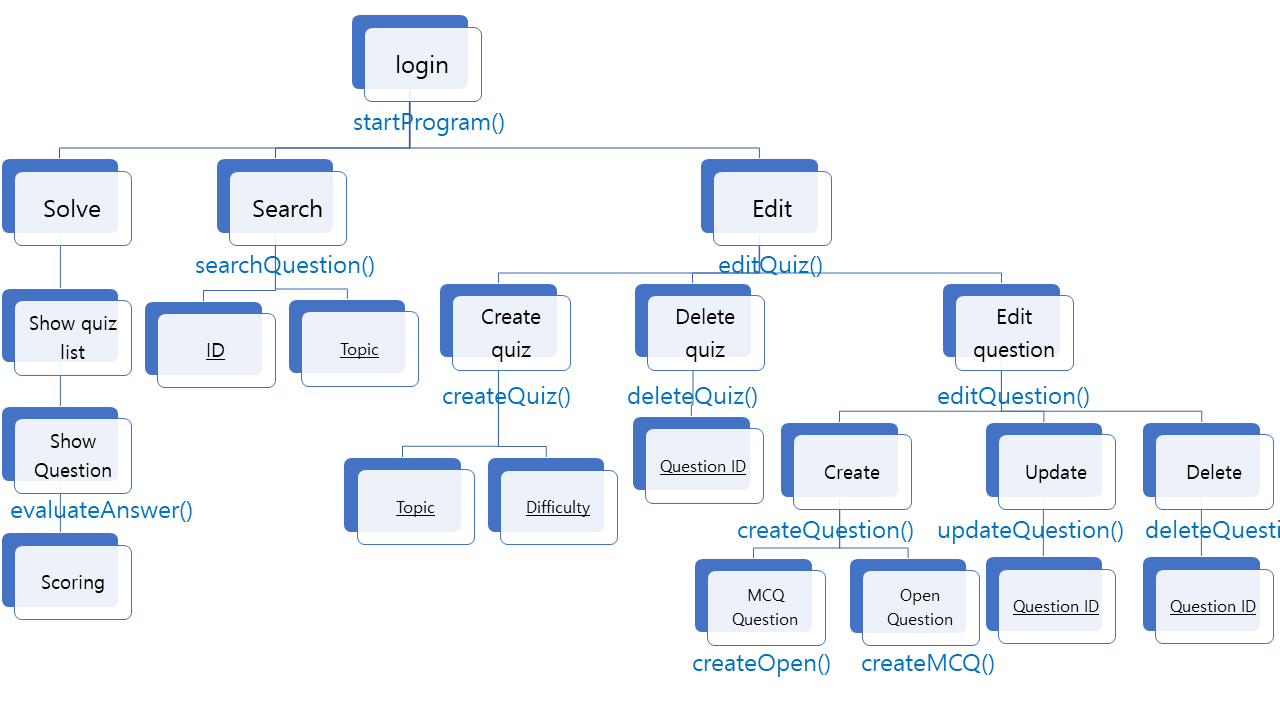 login
startProgram()
Solve
Search
Edit
searchQuestion()
editQuiz()
Show quiz
list
ID
Topic
Create
quiz
Delete
quiz
Edit
question
createQuiz()
deleteQuiz()
editQuestion()
Show
Question
Topic
Difficulty
Question ID
Create
Update
Delete
evaluateAnswer()
createQuestion()
updateQuestion()
deleteQuesti
Scoring
MCQ
Question
Open
Question
Question ID
Question ID
createOpen()
createMCQ()